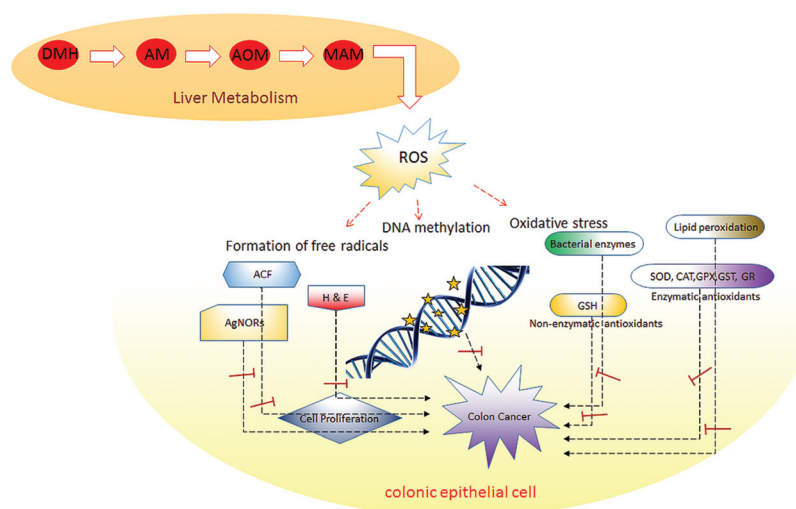 DMH
AM
AOM
MAM
Liver Metabolism
ROS
Formation of free radicals
DNA methylation
Oxidative stress
Bacterial enzymes
Lipid peroxidation
ACF
H & E
SOD, CAT,GPX,GST, GR
Enzymatic antioxidants
AgNORs
GSH
Non-enzymatic antioxidants
Cell Proliferation
Colon Cancer
colonic epithelial cell